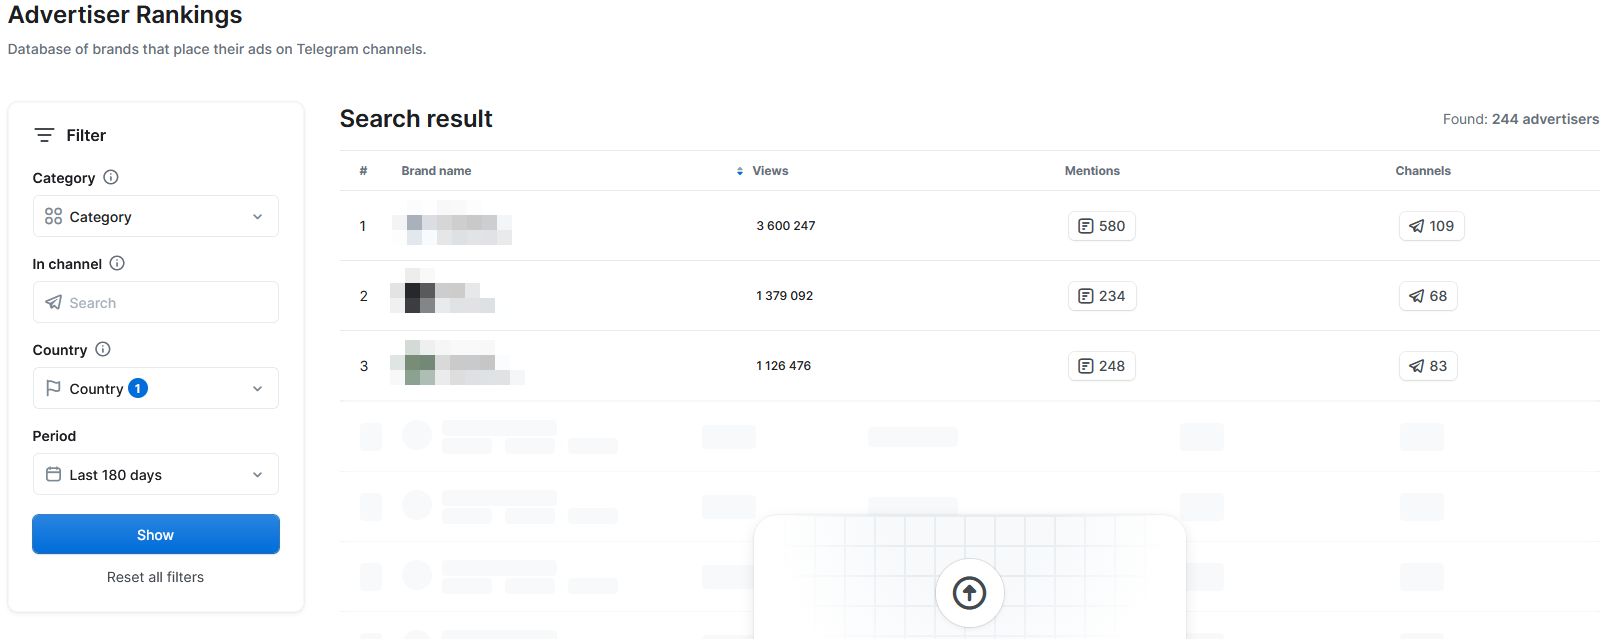 Advertiser Rankings
Database of brands that place their ads on Telegram channels.
Filter
Category
Category
In channel
Search
Country
Country 1
Period
Last 180 days
Show
Reset all filters
Search result
Found: 244 advertisers
# Brand name Views Mentions Channels
1 3 600 247 580 109
2 1 379 092 234 68
3 1 126 476 248 83